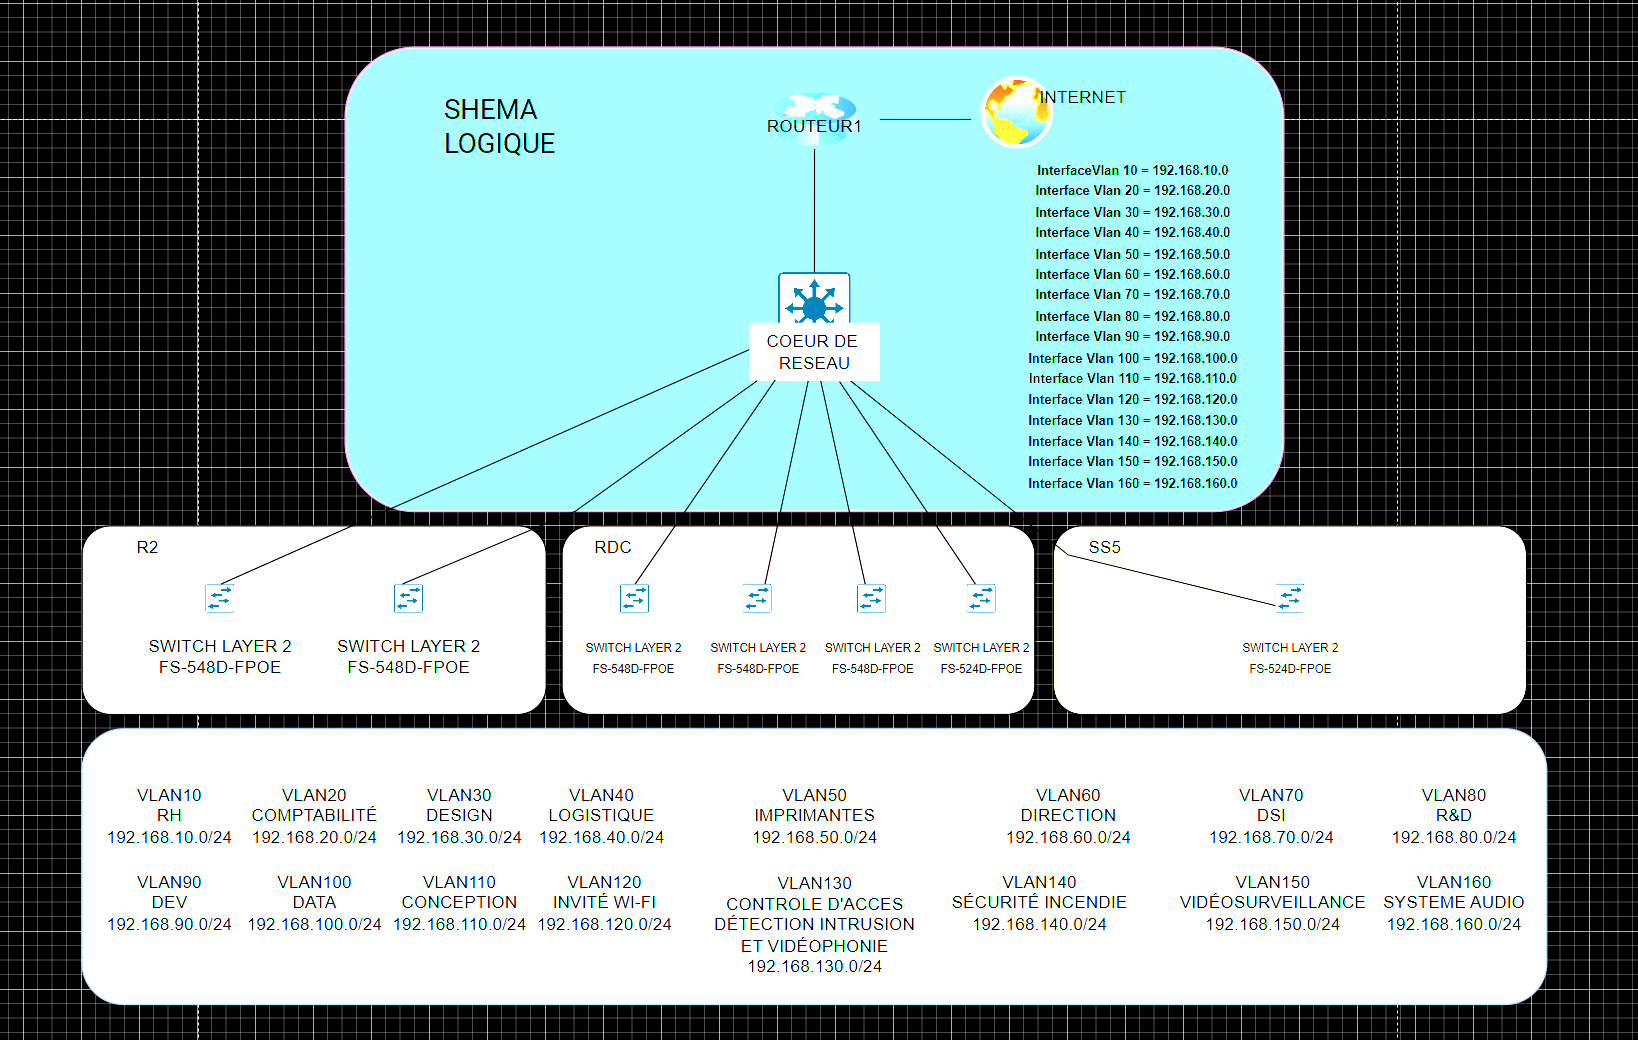 SHEMA
LOGIQUE
ROUTEUR1
INTERNET
InterfaceVlan 10 = 192.168.10.0
Interface Vlan 20 = 192.168.20.0
Interface Vlan 30 = 192.168.30.0
Interface Vlan 40 = 192.168.40.0
Interface Vlan 50 = 192.168.50.0
Interface Vlan 60 = 192.168.60.0
Interface Vlan 70 = 192.168.70.0
Interface Vlan 80 = 192.168.80.0
Interface Vlan 90 = 192.168.90.0
Interface Vlan 100 = 192.168.100.0
Interface Vlan 110 = 192.168.110.0
Interface Vlan 120 = 192.168.120.0
Interface Vlan 130 = 192.168.130.0
Interface Vlan 140 = 192.168.140.0
Interface Vlan 150 = 192.168.150.0
Interface Vlan 160 = 192.168.160.0
COEUR DE
RESEAU
R2
SWITCH LAYER 2
FS-548D-FPOE
SWITCH LAYER 2
FS-548D-FPOE
RDC
SWITCH LAYER 2
FS-548D-FPOE
SWITCH LAYER 2
FS-548D-FPOE
SWITCH LAYER 2
FS-548D-FPOE
SWITCH LAYER 2
FS-524D-FPOE
SS5
SWITCH LAYER 2
FS-524D-FPOE
VLAN10
RH
192.168.10.0/24
VLAN20
COMPTABILITÉ
192.168.20.0/24
VLAN30
DESIGN
192.168.30.0/24
VLAN40
LOGISTIQUE
192.168.40.0/24
VLAN50
IMPRIMANTES
192.168.50.0/24
VLAN60
DIRECTION
192.168.60.0/24
VLAN70
DSI
192.168.70.0/24
VLAN80
R&D
192.168.80.0/24
VLAN90
DEV
192.168.90.0/24
VLAN100
DATA
192.168.100.0/24
VLAN110
CONCEPTION
192.168.110.0/24
VLAN120
INVITÉ WI-FI
192.168.120.0/24
VLAN130
CONTROLE D'ACCES
DÉTECTION INTRUSION
ET VIDÉOPHONIE
192.168.130.0/24
VLAN140
SÉCURITÉ INCENDIE
192.168.140.0/24
VLAN150
VIDÉOSURVEILLANCE
192.168.150.0/24
VLAN160
SYSTEME AUDIO
192.168.160.0/24